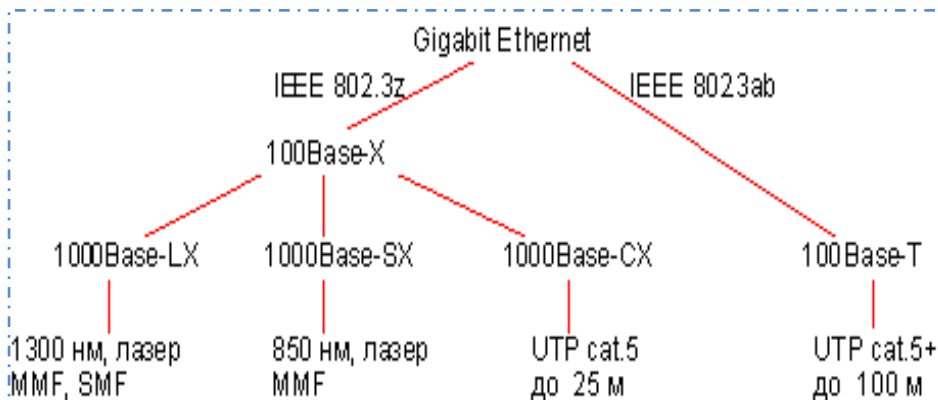 Gigabit Ethernet
IEEE 802.3z
IEEE 8023ab
100Base-X
1000Base-LX
1000Base-SX
1000Base-CX
100Base-T
1300 нм, лазер
MMF, SMF
850 нм, лазер
MMF
UTP cat.5
до 25 м
UTP cat.5+
до 100 м